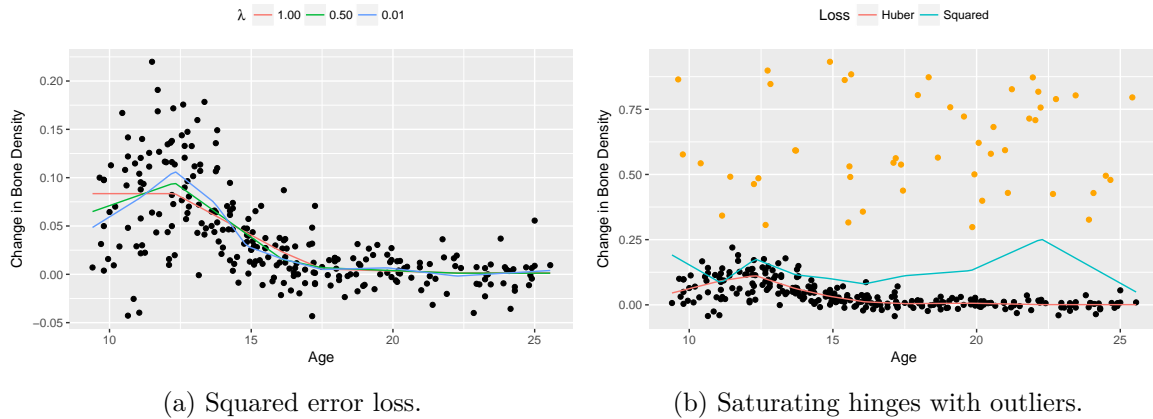 λ 1.00 0.50 0.01
0.20
0.15
0.10
0.05
0.00
−0.05
Change in Bone Density
10 15 20 25
Age
(a) Squared error loss.
Loss Huber Squared
0.75
0.50
0.25
0.00
Change in Bone Density
10 15 20 25
Age
(b) Saturating hinges with outliers.